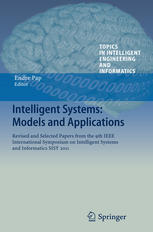 TOPICS
IN INTELLIGENT
ENGINEERING
AND
INFORMATICS
Endre Pap
Editor
Intelligent Systems:
Models and Applications
Revised and Selected Papers from the 9th IEEE
International Symposium on Intelligent Systems
and Informatics SISY 2011
Springer